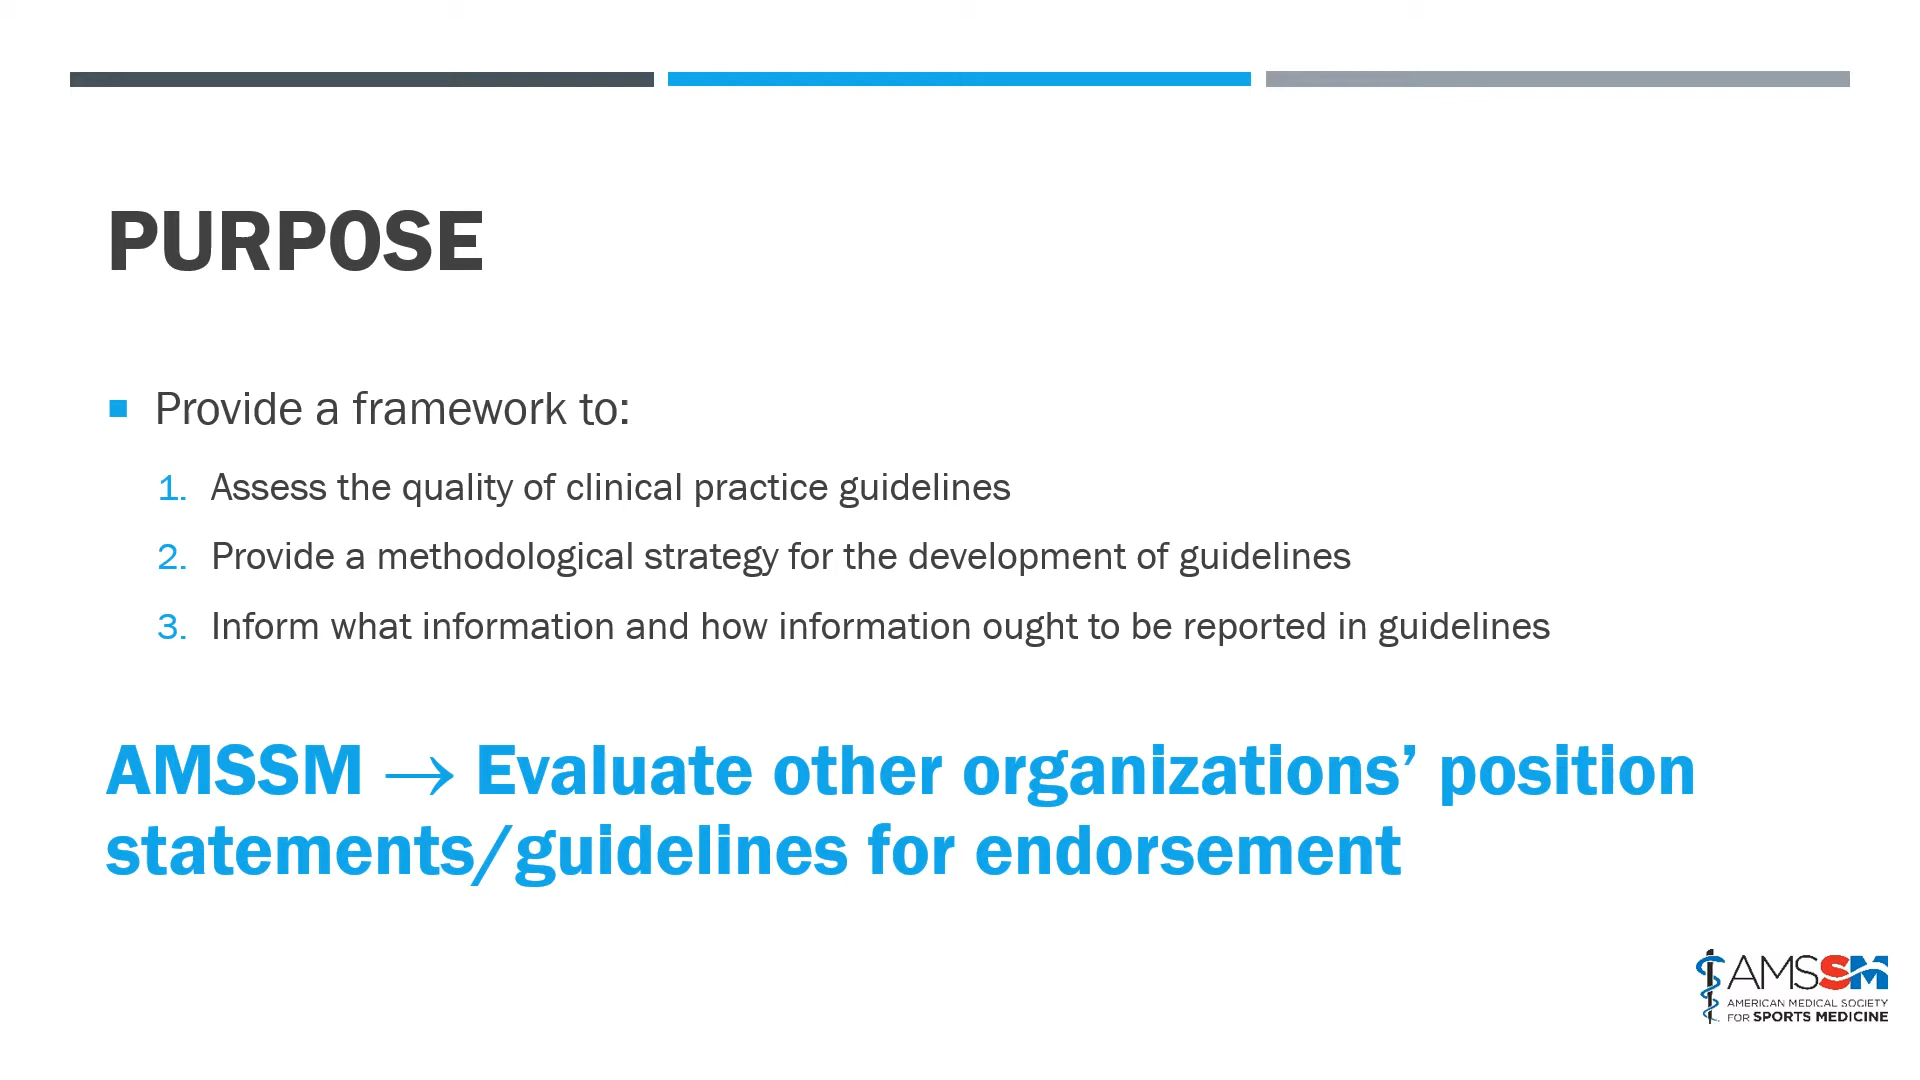 PURPOSE
Provide a framework to:
1. Assess the quality of clinical practice guidelines
2. Provide a methodological strategy for the development of guidelines
3. Inform what information and how information ought to be reported in guidelines
AMSSM → Evaluate other organizations’ position
statements/guidelines for endorsement
AMSSM
AMERICAN MEDICAL SOCIETY
FOR SPORTS MEDICINE